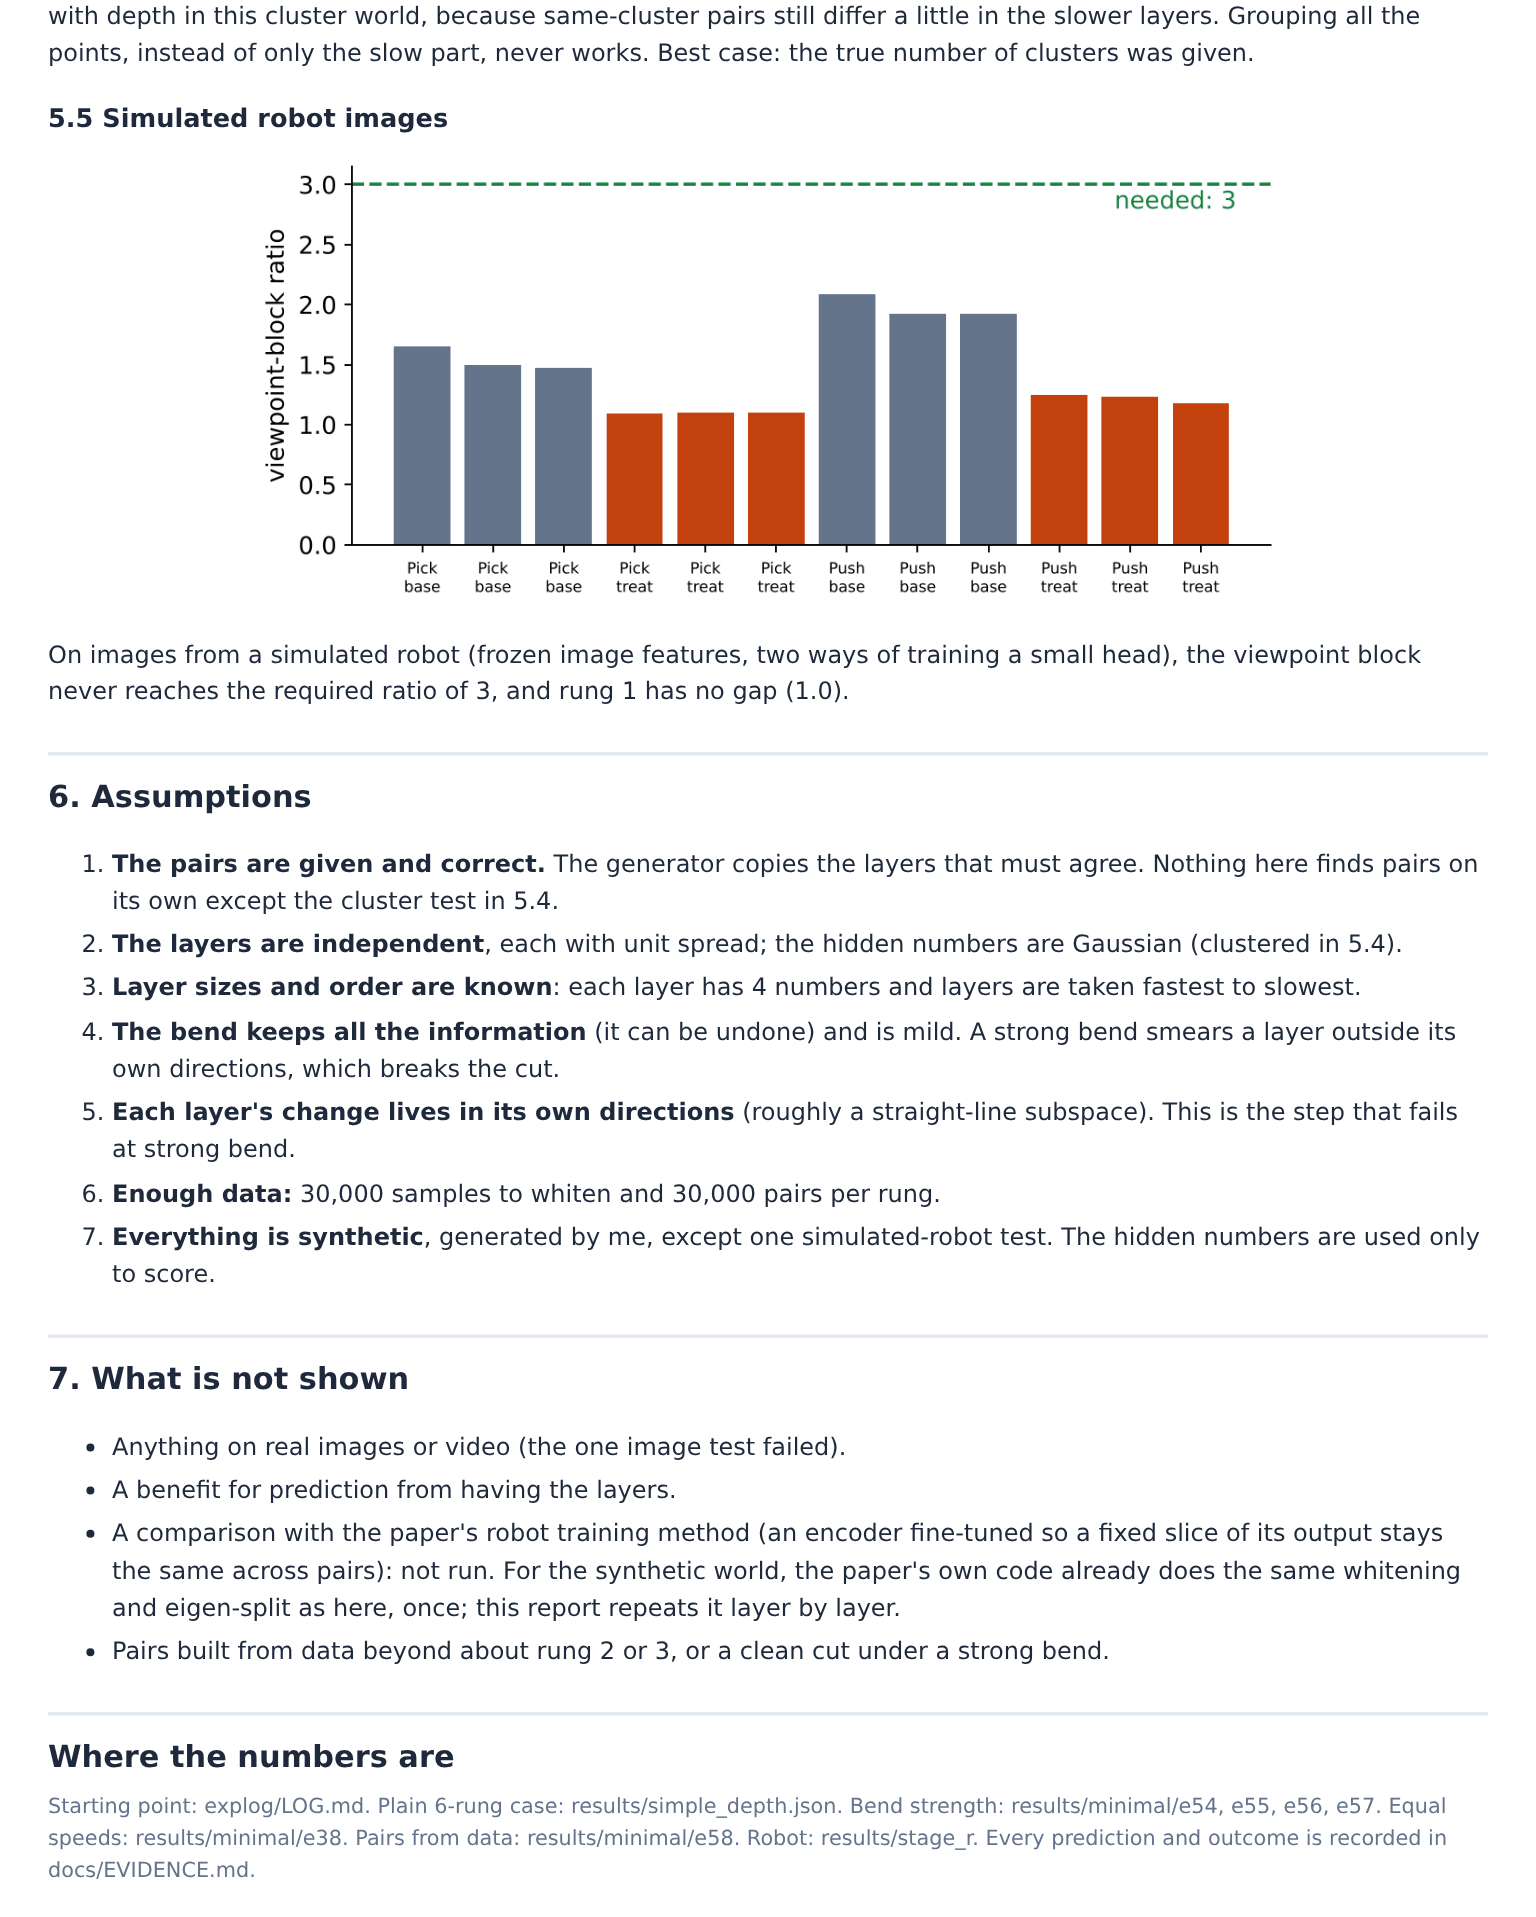 with depth in this cluster world, because same-cluster pairs still differ a little in the slower layers. Grouping all the
points, instead of only the slow part, never works. Best case: the true number of clusters was given.
5.5 Simulated robot images
viewpoint-block ratio
3.0
2.5
2.0
1.5
1.0
0.5
0.0
needed: 3
Pick base
Pick base
Pick base
Pick treat
Pick treat
Pick treat
Push base
Push base
Push base
Push treat
Push treat
Push treat
On images from a simulated robot (frozen image features, two ways of training a small head), the viewpoint block
never reaches the required ratio of 3, and rung 1 has no gap (1.0).
6. Assumptions
1. The pairs are given and correct. The generator copies the layers that must agree. Nothing here finds pairs on
its own except the cluster test in 5.4.
2. The layers are independent, each with unit spread; the hidden numbers are Gaussian (clustered in 5.4).
3. Layer sizes and order are known: each layer has 4 numbers and layers are taken fastest to slowest.
4. The bend keeps all the information (it can be undone) and is mild. A strong bend smears a layer outside its
own directions, which breaks the cut.
5. Each layer's change lives in its own directions (roughly a straight-line subspace). This is the step that fails
at strong bend.
6. Enough data: 30,000 samples to whiten and 30,000 pairs per rung.
7. Everything is synthetic, generated by me, except one simulated-robot test. The hidden numbers are used only
to score.
7. What is not shown
• Anything on real images or video (the one image test failed).
• A benefit for prediction from having the layers.
• A comparison with the paper's robot training method (an encoder fine-tuned so a fixed slice of its output stays
the same across pairs): not run. For the synthetic world, the paper's own code already does the same whitening
and eigen-split as here, once; this report repeats it layer by layer.
• Pairs built from data beyond about rung 2 or 3, or a clean cut under a strong bend.
Where the numbers are
Starting point: explog/LOG.md. Plain 6-rung case: results/simple_depth.json. Bend strength: results/minimal/e54, e55, e56, e57. Equal
speeds: results/minimal/e38. Pairs from data: results/minimal/e58. Robot: results/stage_r. Every prediction and outcome is recorded in
docs/EVIDENCE.md.